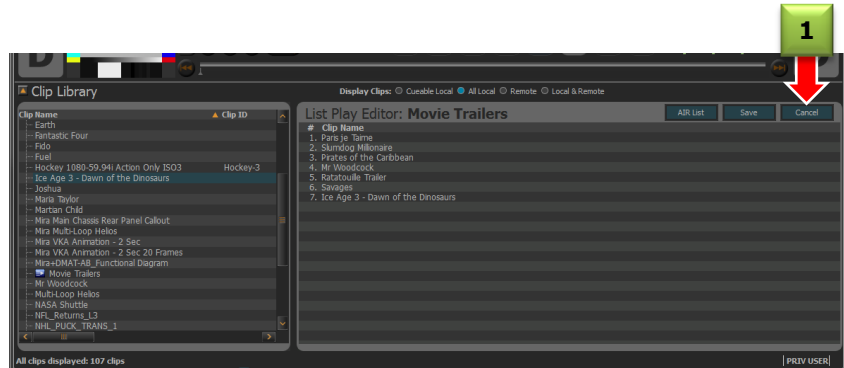 1
D
Clip Library
Display Clips: Cueable Local All Local Remote Local & Remote
Clip Name Clip ID
Earth
Fantastic Four
Fido
Fuel
Hockey 1080-59.94i Action Only ISO3 Hockey-3
Ice Age 3 - Dawn of the Dinosaurs
Joshua
Maria Taylor
Martian Child
Mira Main Chassis Rear Panel Callout
Mira Multi-Loop Helios
Mira VKA Animation - 2 Sec
Mira VKA Animation - 2 Sec 20 Frames
Mira+DMAT-AB_Functional Diagram
Movie Trailers
Mr Woodcock
Multi-Loop Helios
NASA Shuttle
NFL_Returns_L3
NHL_PUCK_TRANS_1
List Play Editor: Movie Trailers
AIR List Save Cancel
# Clip Name
1. Paris je Taime
2. Slumdog Millionaire
3. Pirates of the Caribbean
4. Mr Woodcock
5. Ratatouille Trailer
6. Savages
7. Ice Age 3 - Dawn of the Dinosaurs
All clips displayed: 107 clips
PRIV USER